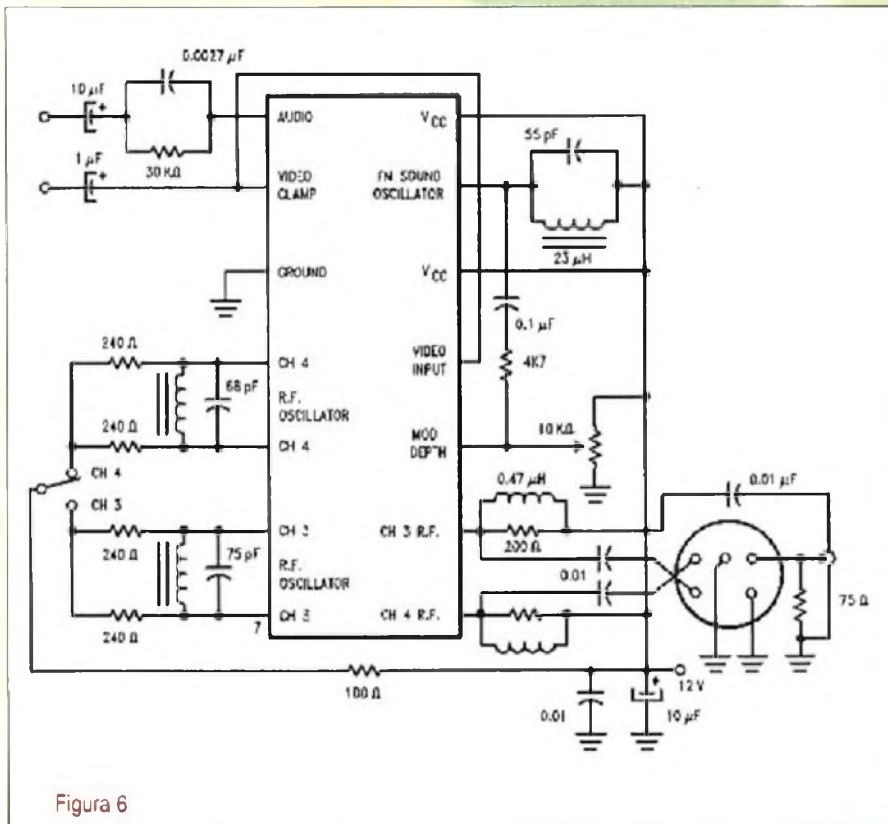 0.0027 µF
10 µF
+
30 KΩ
1 µF
+
AUDIO
VIDEO
CLAMP
GROUND
CH 4
R.F.
OSCILLATOR
CH 4
CH 3
R.F.
OSCILLATOR
CH 3
7
VCC
FM SOUND
OSCILLATOR
VCC
VIDEO
INPUT
MOD
DEPTH
CH 3 R.F.
CH 4 R.F.
55 pF
23 µH
0.1 µF
4K7
10 KΩ
0.47 µH
200Ω
0.01
0.01 µF
75 Ω
240 Ω
68 pF
240 Ω
CH 4
CH 3
240 Ω
75 pF
240 Ω
100 Ω
0.01
+
10 µF
12V
Figura 6